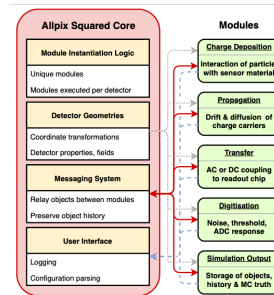 Allpix Squared Core
Module Instantiation Logic
Unique modules
Modules executed per detector
Detector Geometries
Coordinate transformations
Detector properties, fields
Messaging System
Relay objects between modules
Preserve object history
User Interface
Logging
Configuration parsing
Modules
Charge Deposition
Interaction of particle
with sensor material
Propagation
Drift & diffusion of
charge carriers
Transfer
AC or DC coupling
to readout chip
Digitisation
Noise, threshold,
ADC response
Simulation Output
Storage of objects,
history & MC truth